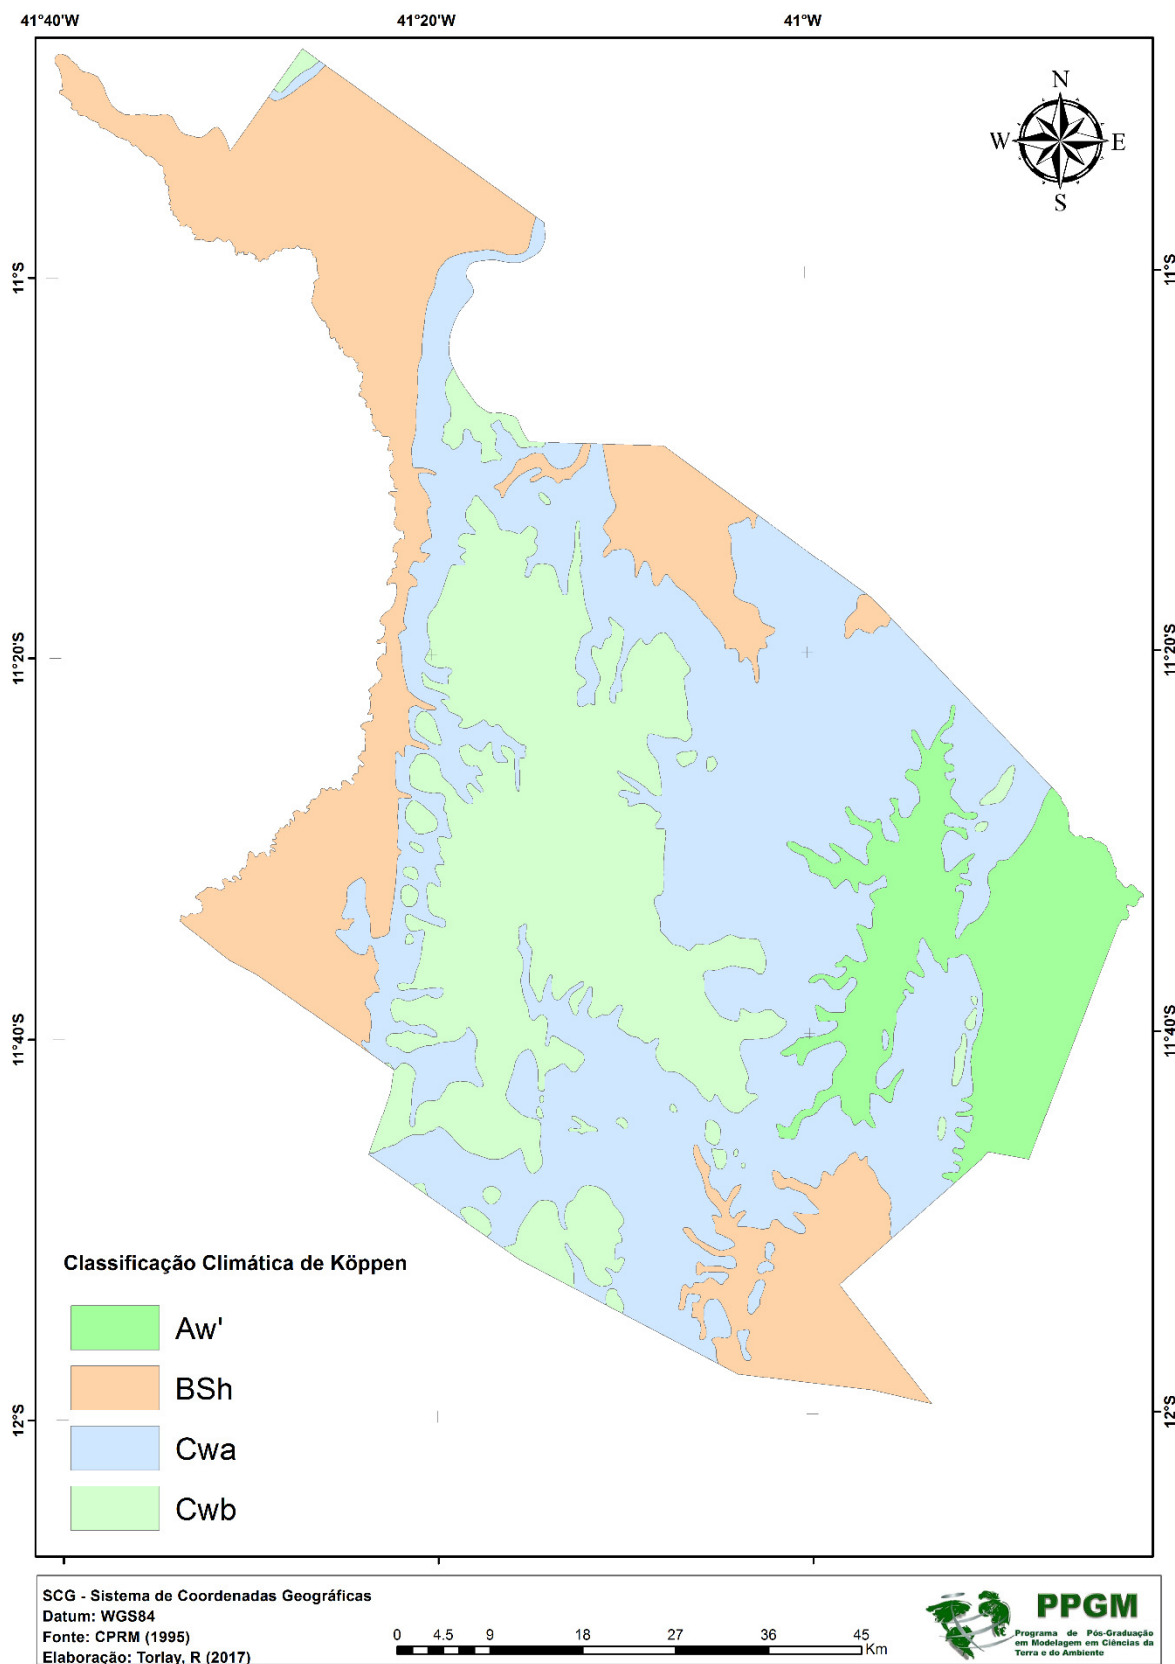 41°40'W
41°20'W
41°W
N
W
E
S
11°S
11°S
11°20'S
11°20'S
11°40'S
11°40'S
12°S
12°S
Classificação Climática de Köppen
Aw'
BSh
Cwa
Cwb
SCG - Sistema de Coordenadas Geográficas
Datum: WGS84
Fonte: CPRM (1995)
Elaboração: Torlay, R (2017)
0 4.5 9 18 27 36 45
Km
PPGM
Programa de Pós-Graduação
em Modelagem em Ciências da
Terra e do Ambiente